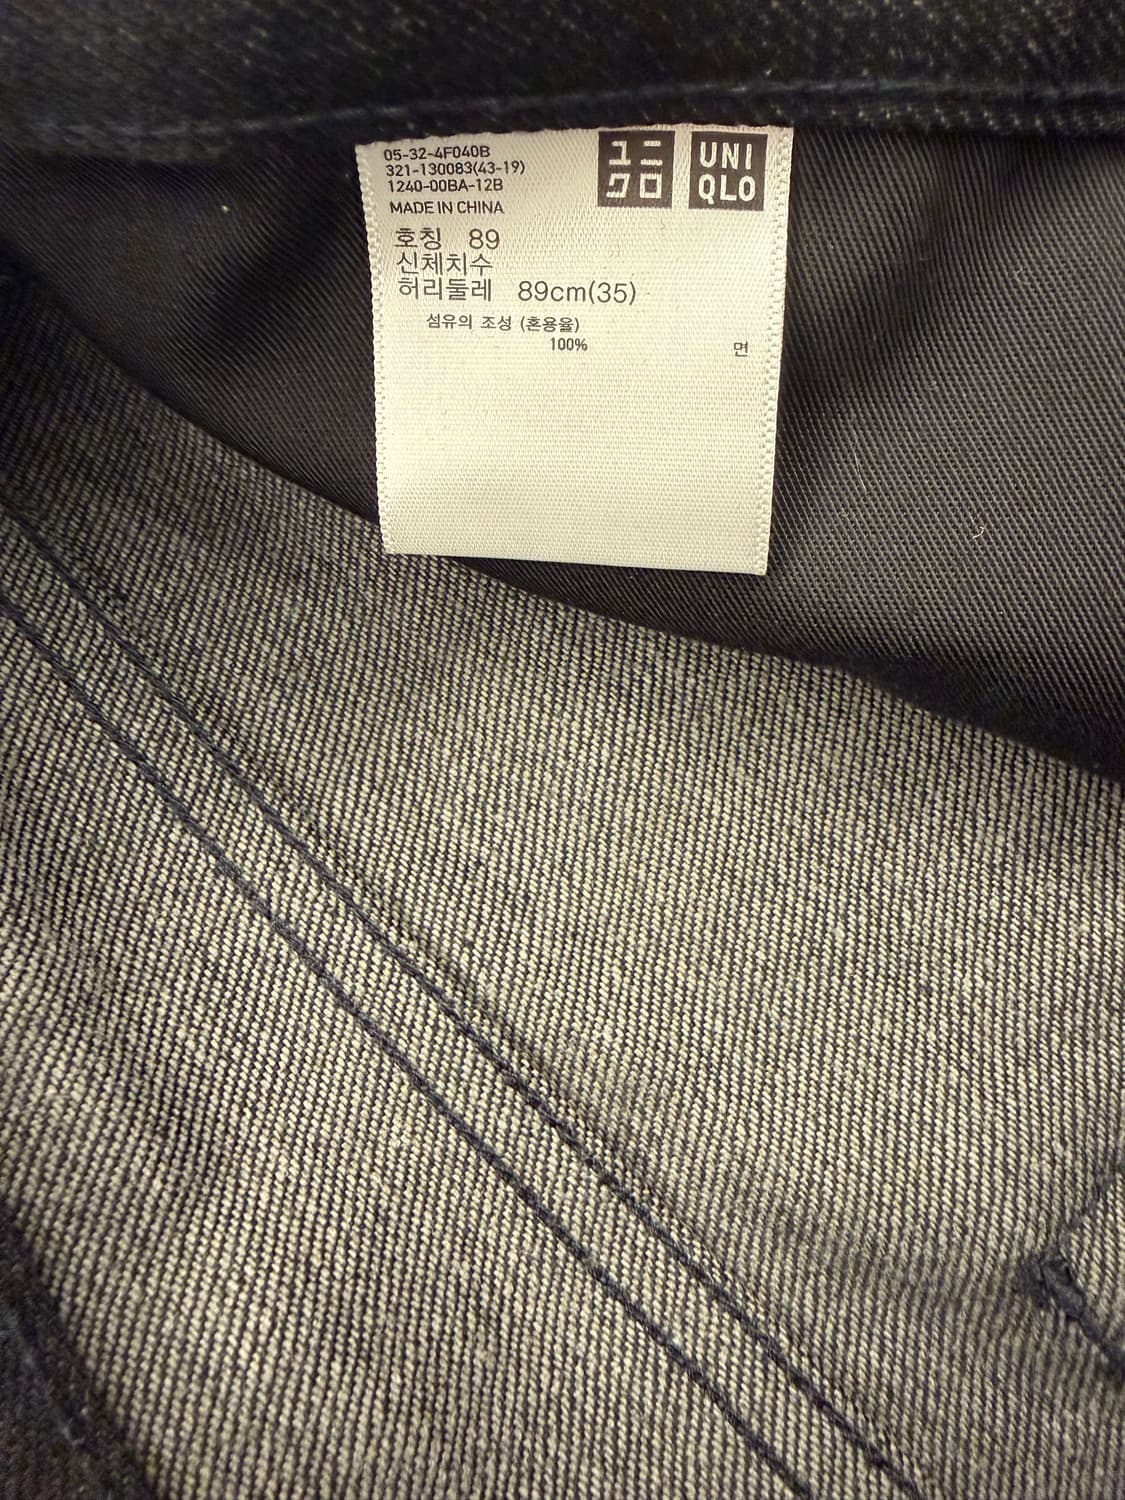 05-32-4F040B
321-130083(43-19)
1240-00BA-12B
MADE IN CHINA
ユニ
クロ
UNI
QLO
호칭 89
신체치수
허리둘레 89cm(35)
섬유의 조성 (혼용율)
100% 면